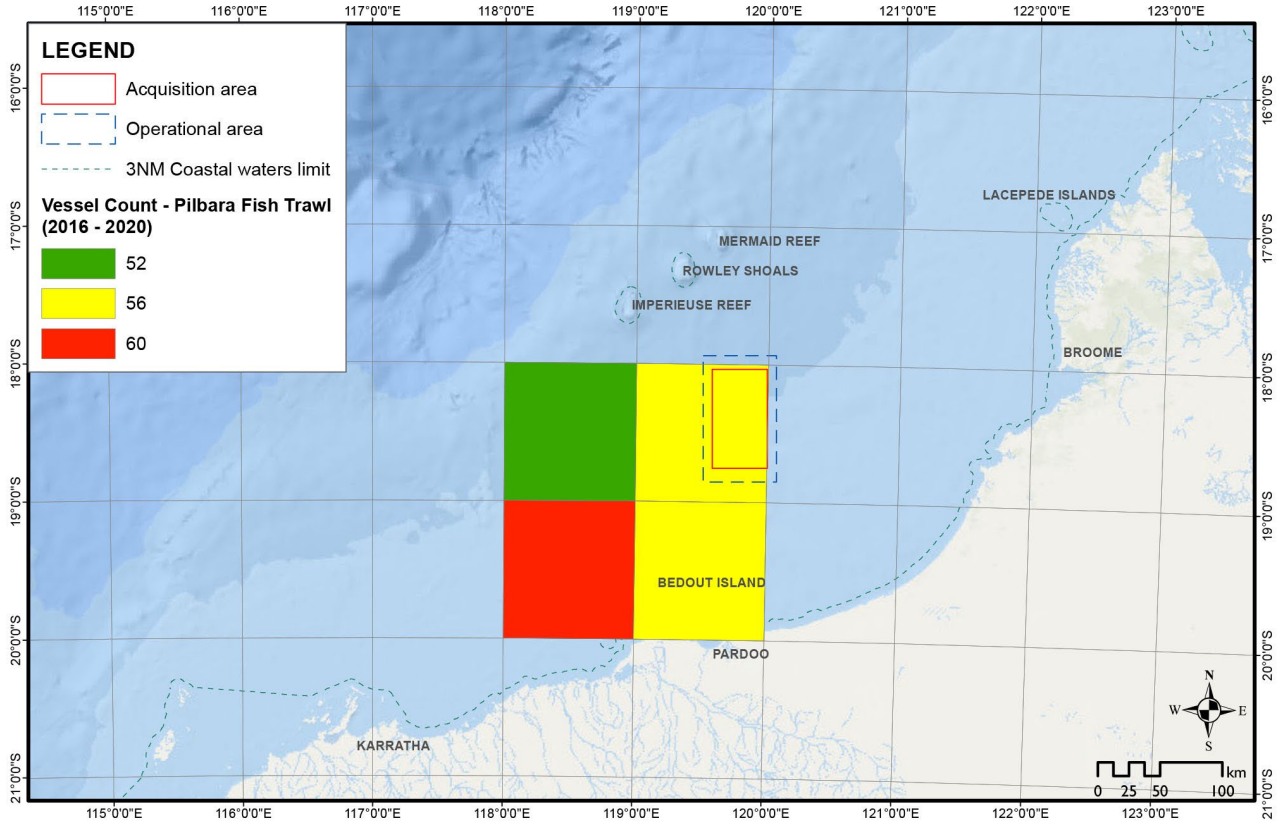 115°0'0"E 116°0'0"E 117°0'0"E 118°0'0"E 119°0'0"E 120°0'0"E 121°0'0"E 122°0'0"E 123°0'0"E
LEGEND
Acquisition area
Operational area
3NM Coastal waters limit
Vessel Count - Pilbara Fish Trawl
(2016 - 2020)
52
56
60
16°0'0"S
17°0'0"S
18°0'0"S
19°0'0"S
20°0'0"S
21°0'0"S
LACEPEDE ISLANDS
MERMAID REEF
ROWLEY SHOALS
IMPERIEUSE REEF
BROOME
BEDOUT ISLAND
PARDOO
KARRATHA
16°0'0"S
17°0'0"S
18°0'0"S
19°0'0"S
20°0'0"S
21°0'0"S
N
W E
S
km
0 25 50 100
115°0'0"E 116°0'0"E 117°0'0"E 118°0'0"E 119°0'0"E 120°0'0"E 121°0'0"E 122°0'0"E 123°0'0"E